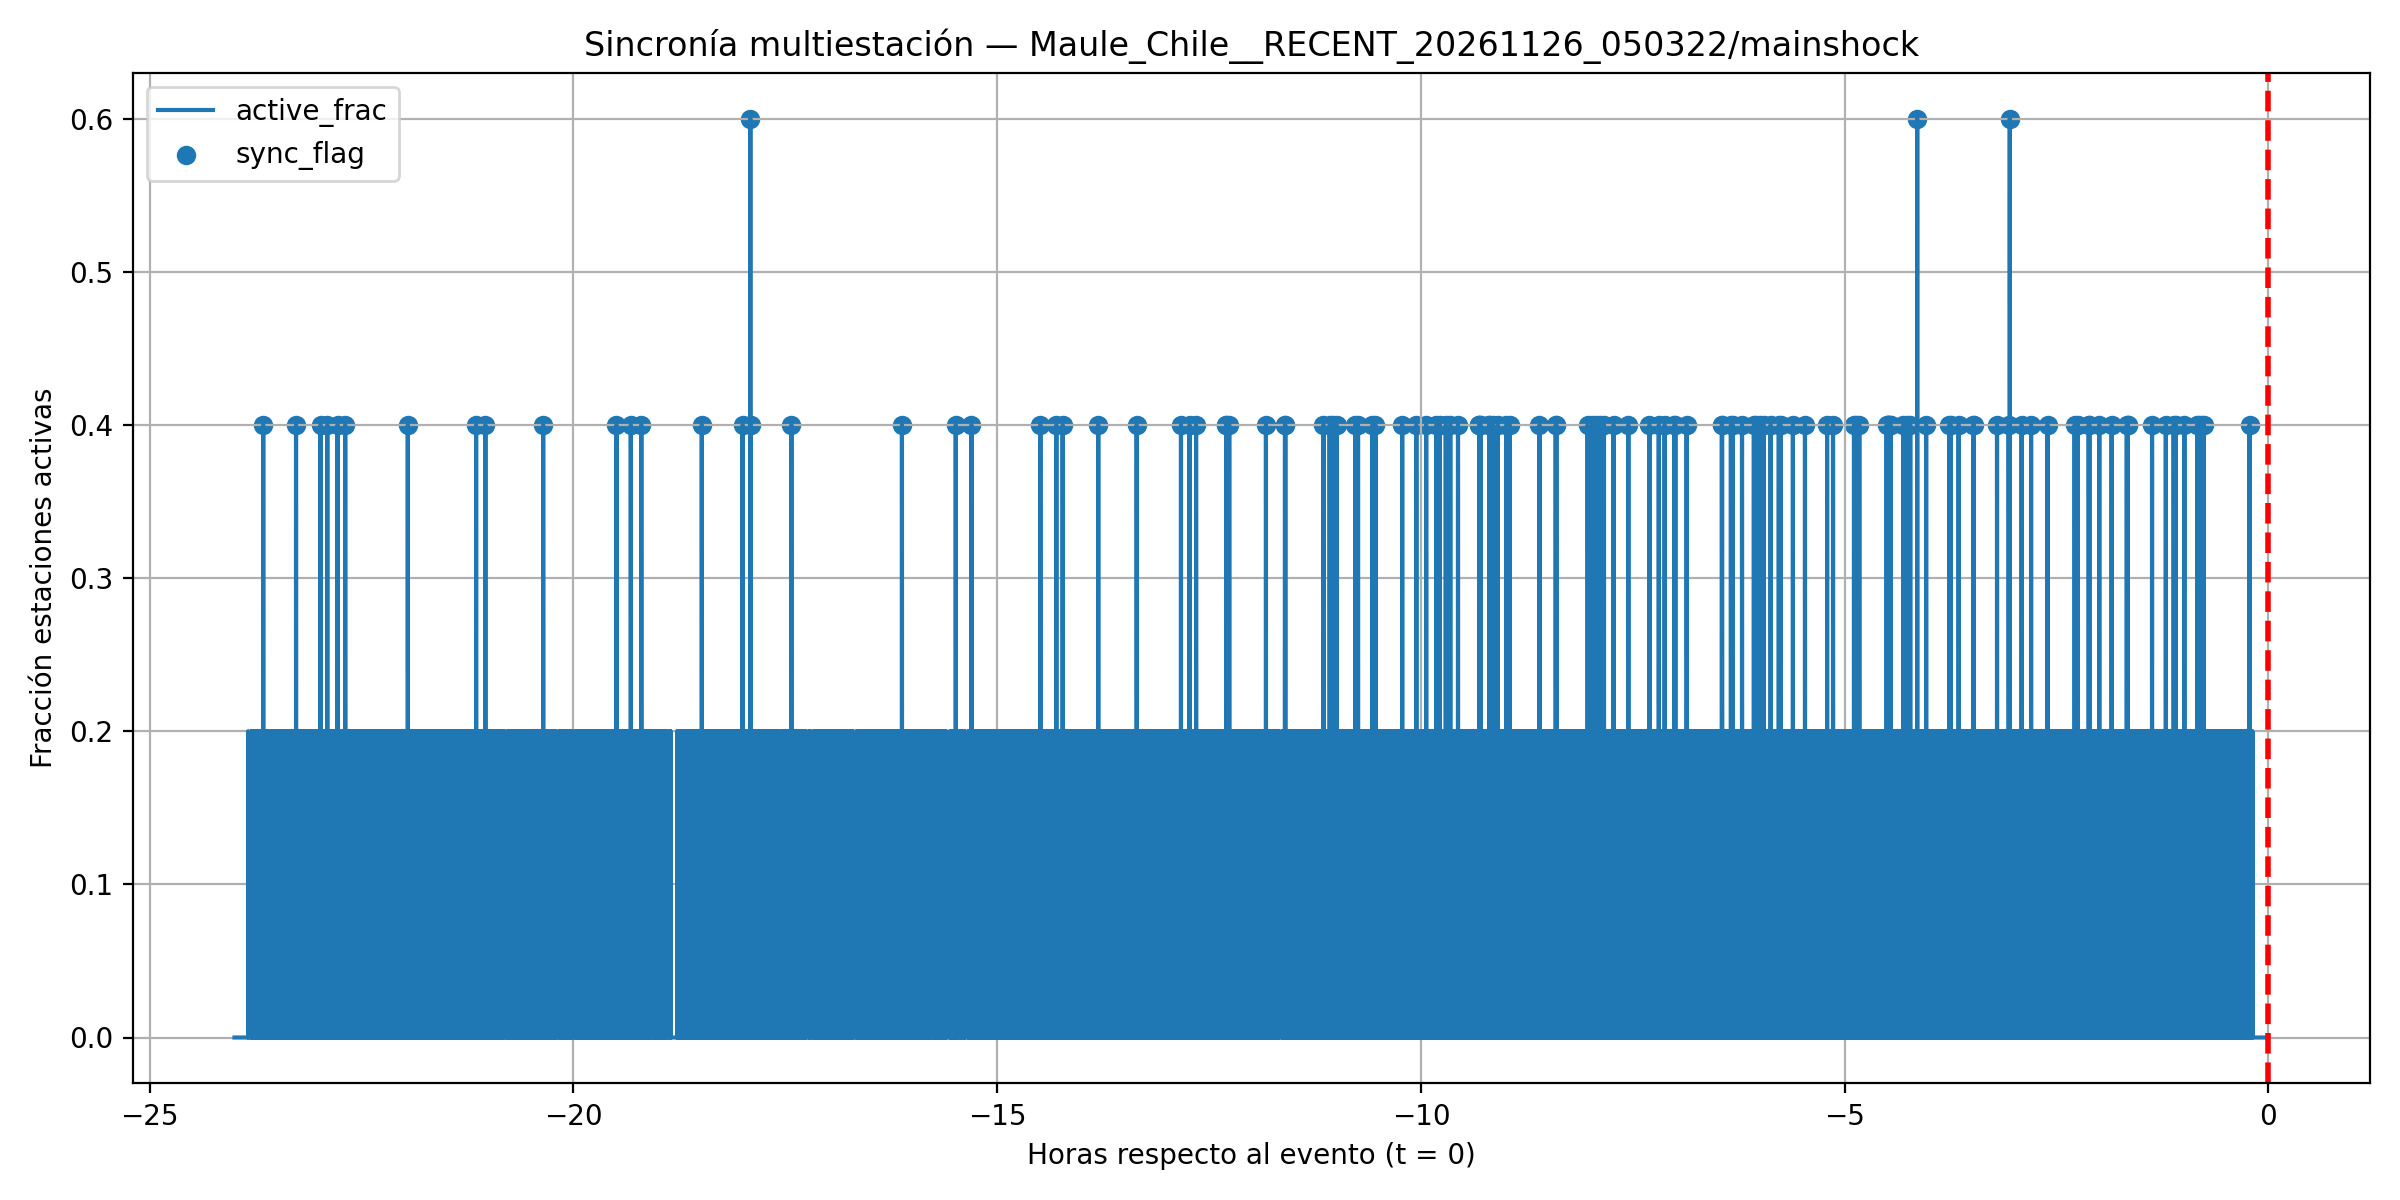 Sincronía multiestación — Maule_Chile__RECENT_20261126_050322/mainshock
active_frac
sync_flag
Fracción estaciones activas
0.6
0.5
0.4
0.3
0.2
0.1
0.0
−25
−20
−15
−10
−5
0
Horas respecto al evento (t = 0)